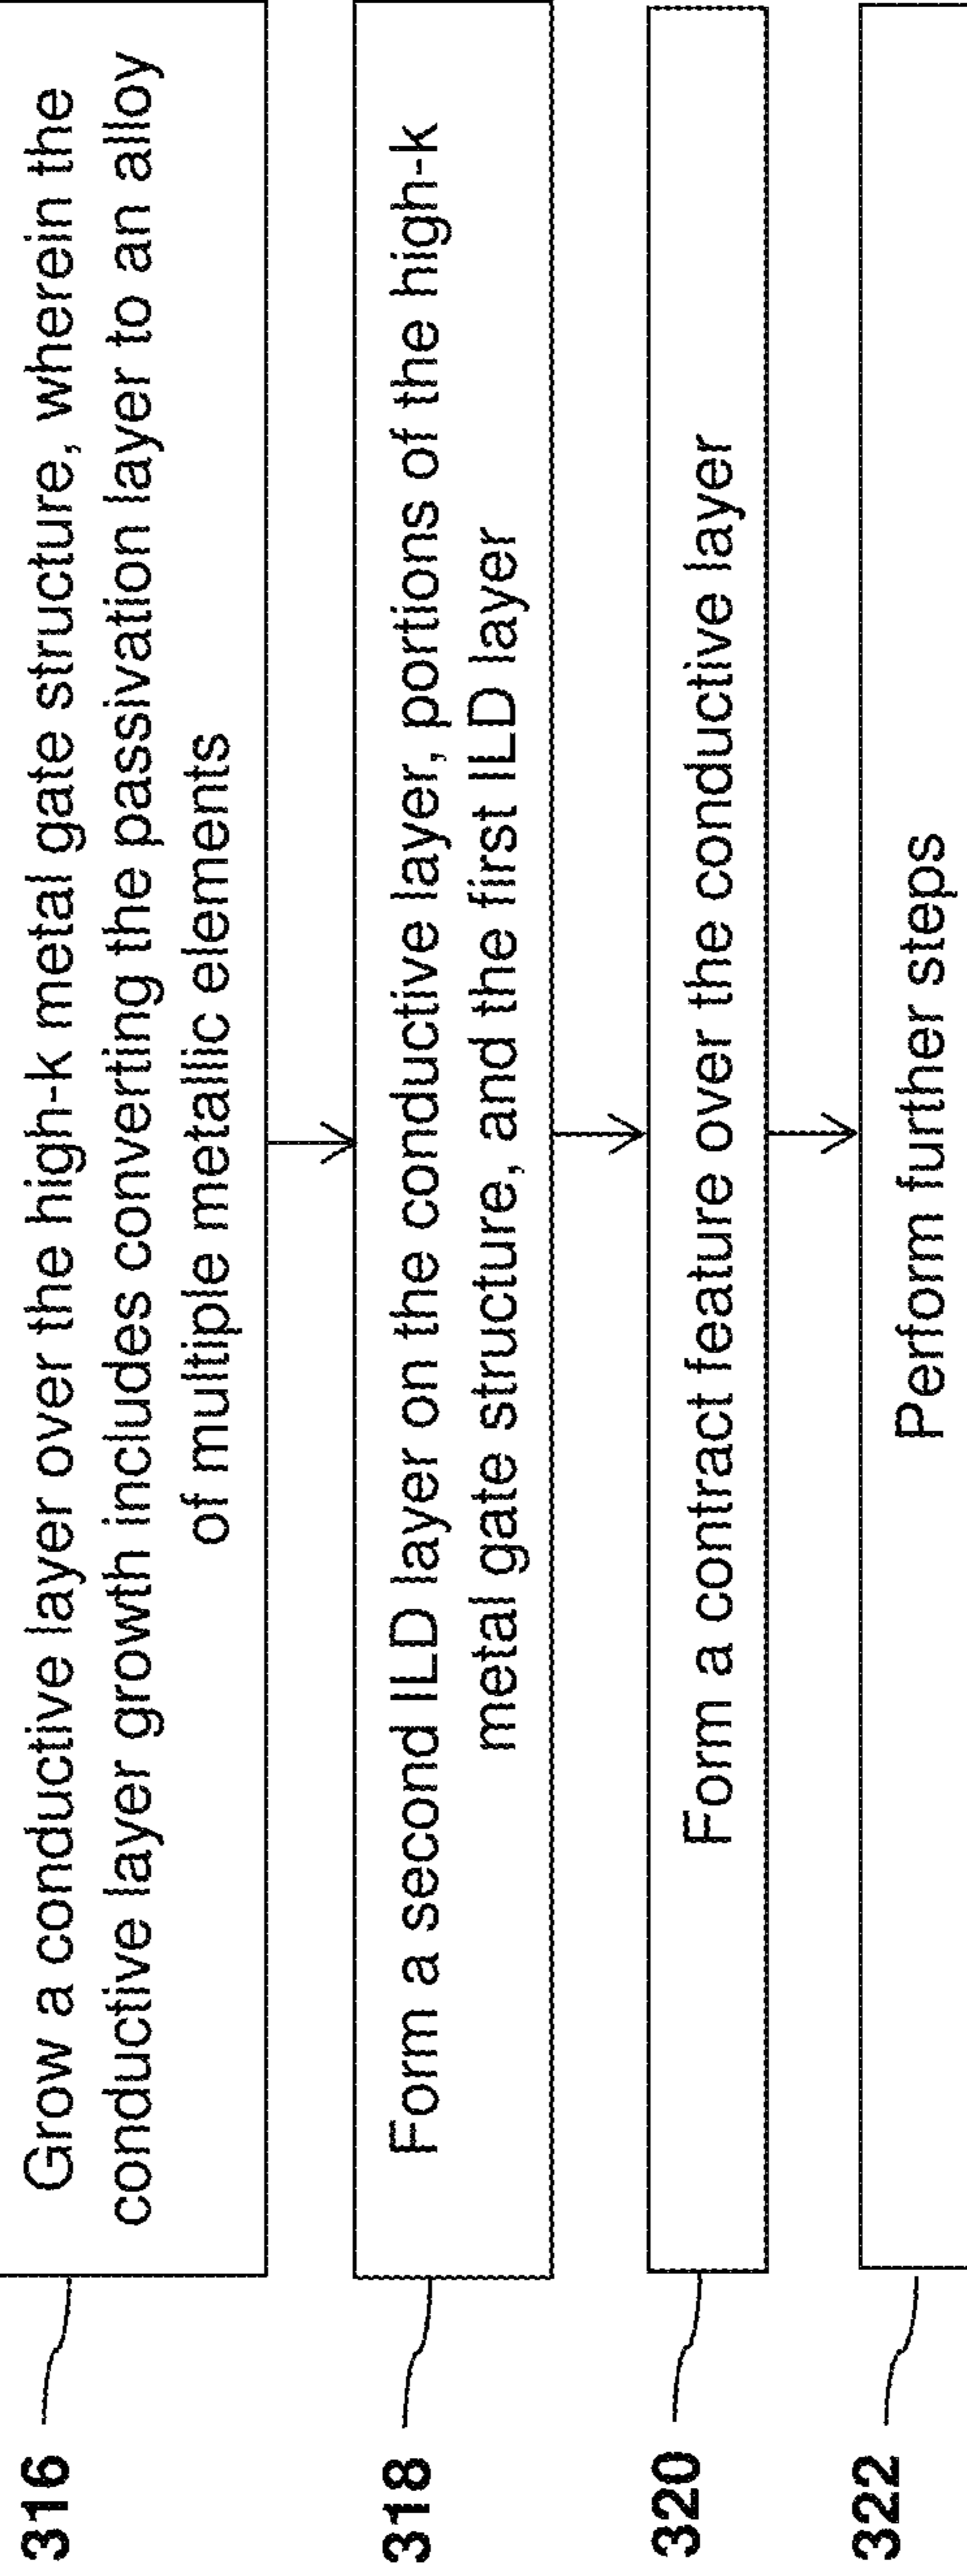 316
Grow a conductive layer over the high-k metal gate structure, wherein the
conductive layer growth includes converting the passivation layer to an alloy
of multiple metallic elements
318
Form a second ILD layer on the conductive layer, portions of the high-k
metal gate structure, and the first ILD layer
320
Form a contract feature over the conductive layer
322
Perform further steps